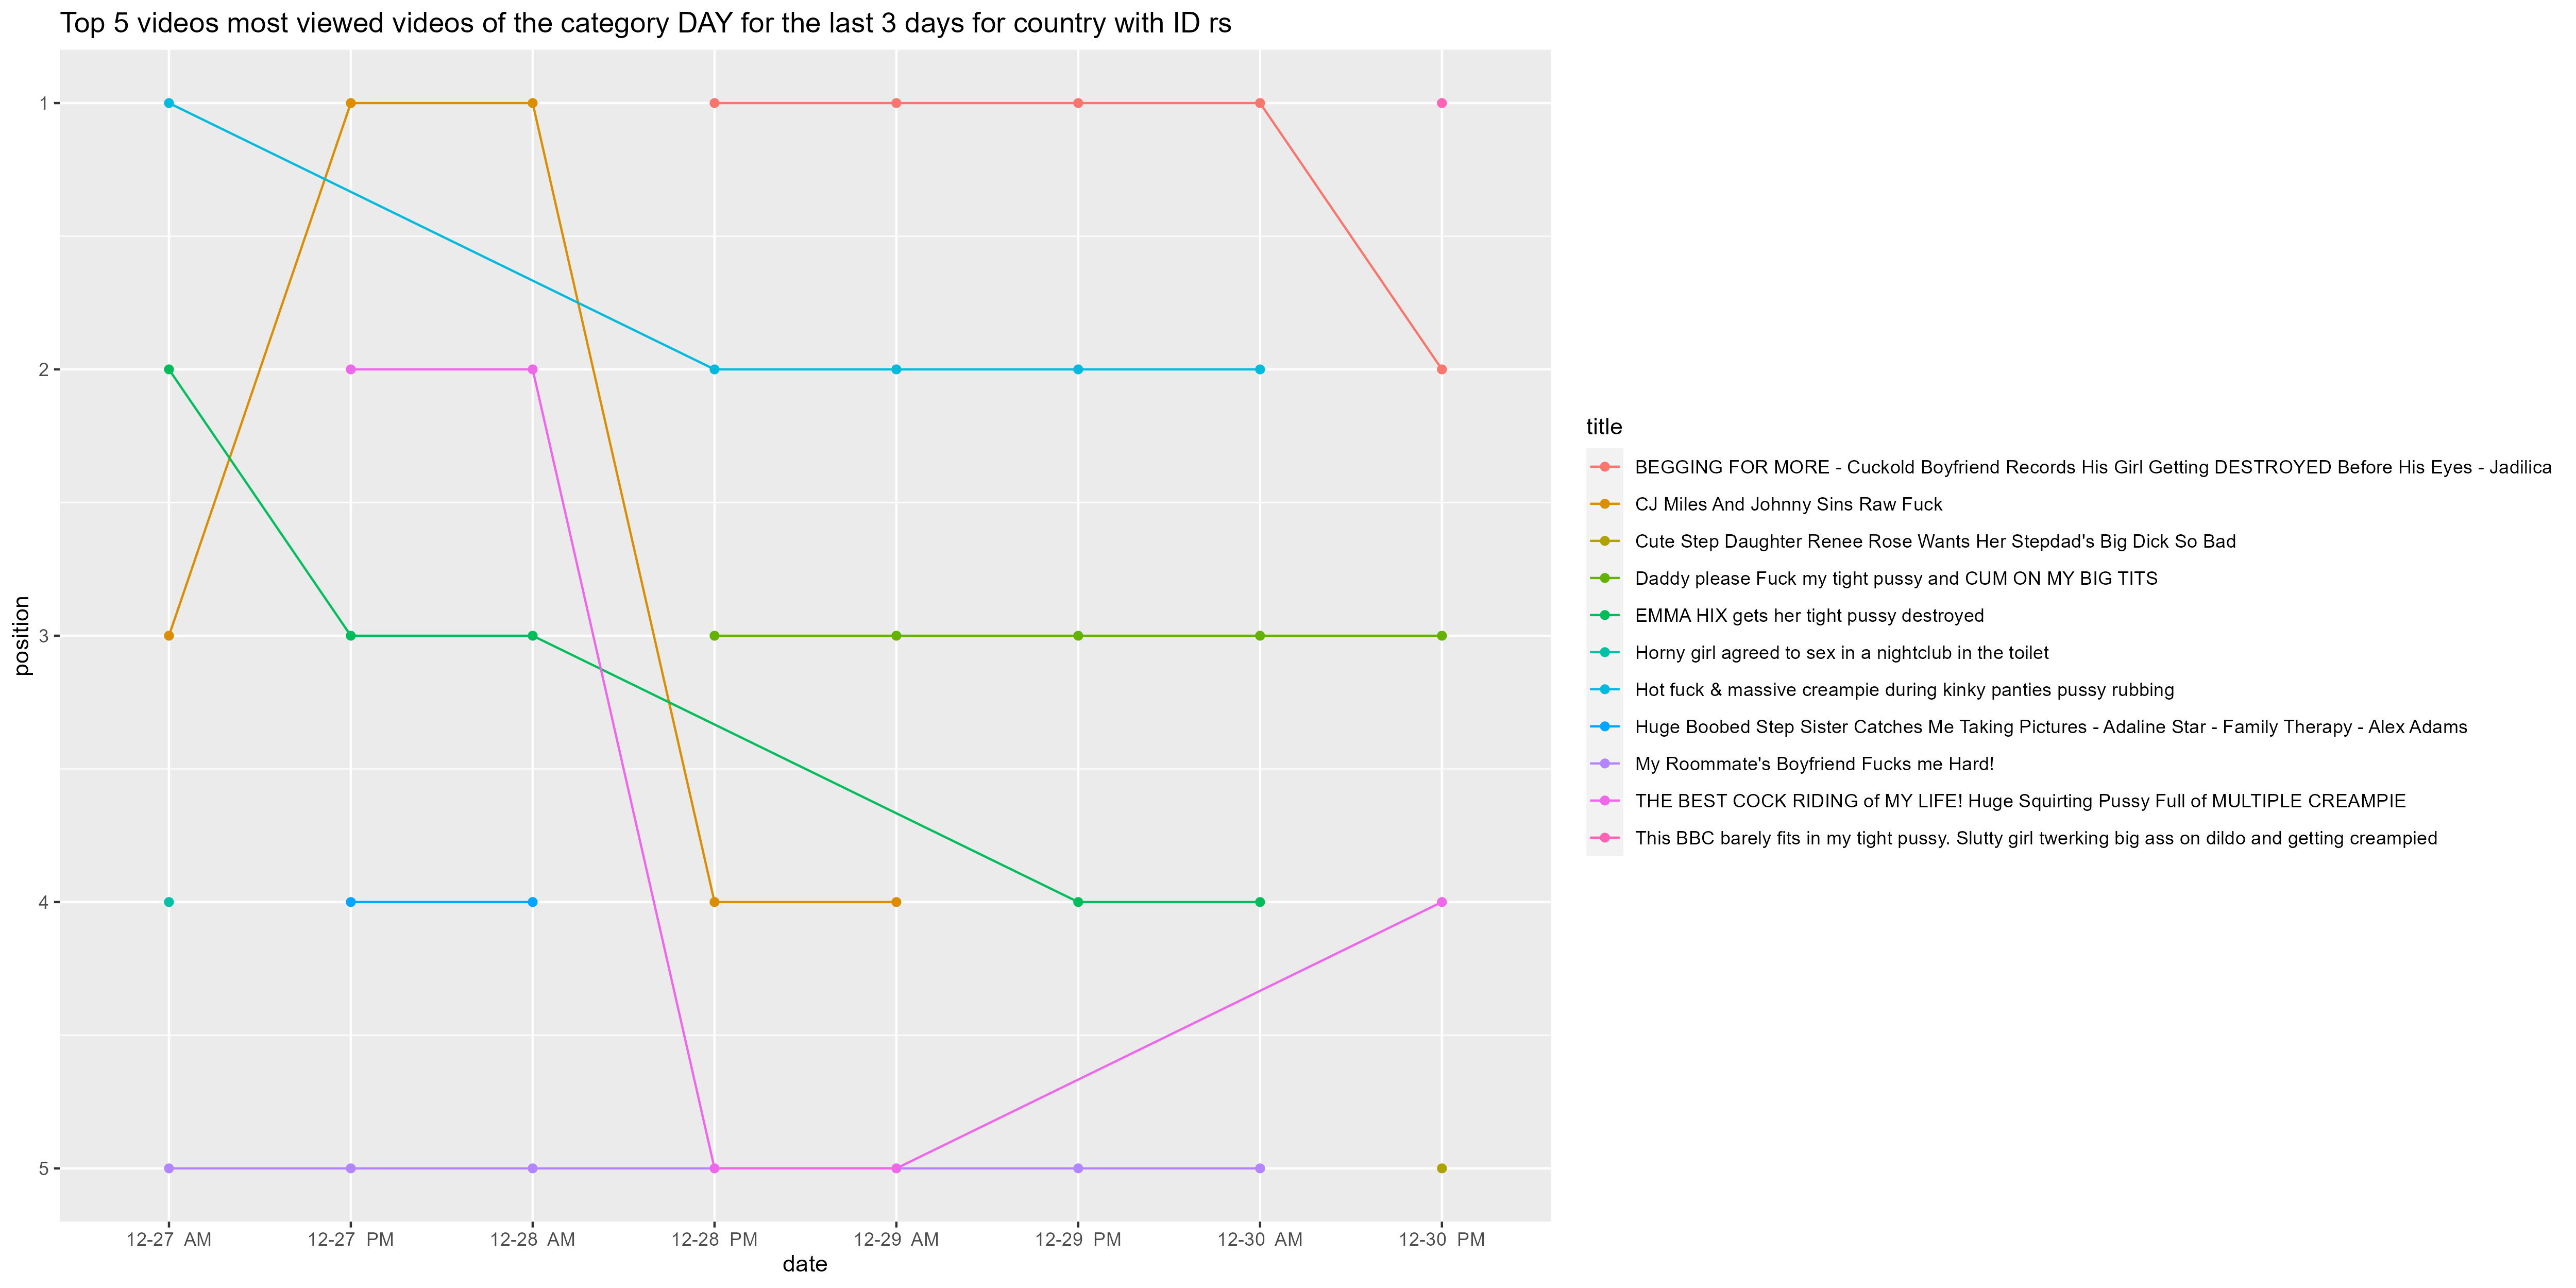 Top 5 videos most viewed videos of the category DAY for the last 3 days for country with ID rs
position
1
2
3
4
5
12-27 AM
12-27 PM
12-28 AM
12-28 PM
12-29 AM
12-29 PM
12-30 AM
12-30 PM
date
title
BEGGING FOR MORE - Cuckold Boyfriend Records His Girl Getting DESTROYED Before His Eyes - Jadilica
CJ Miles And Johnny Sins Raw Fuck
Cute Step Daughter Renee Rose Wants Her Stepdad's Big Dick So Bad
Daddy please Fuck my tight pussy and CUM ON MY BIG TITS
EMMA HIX gets her tight pussy destroyed
Horny girl agreed to sex in a nightclub in the toilet
Hot fuck & massive creampie during kinky panties pussy rubbing
Huge Boobed Step Sister Catches Me Taking Pictures - Adaline Star - Family Therapy - Alex Adams
My Roommate's Boyfriend Fucks me Hard!
THE BEST COCK RIDING of MY LIFE! Huge Squirting Pussy Full of MULTIPLE CREAMPIE
This BBC barely fits in my tight pussy. Slutty girl twerking big ass on dildo and getting creampied